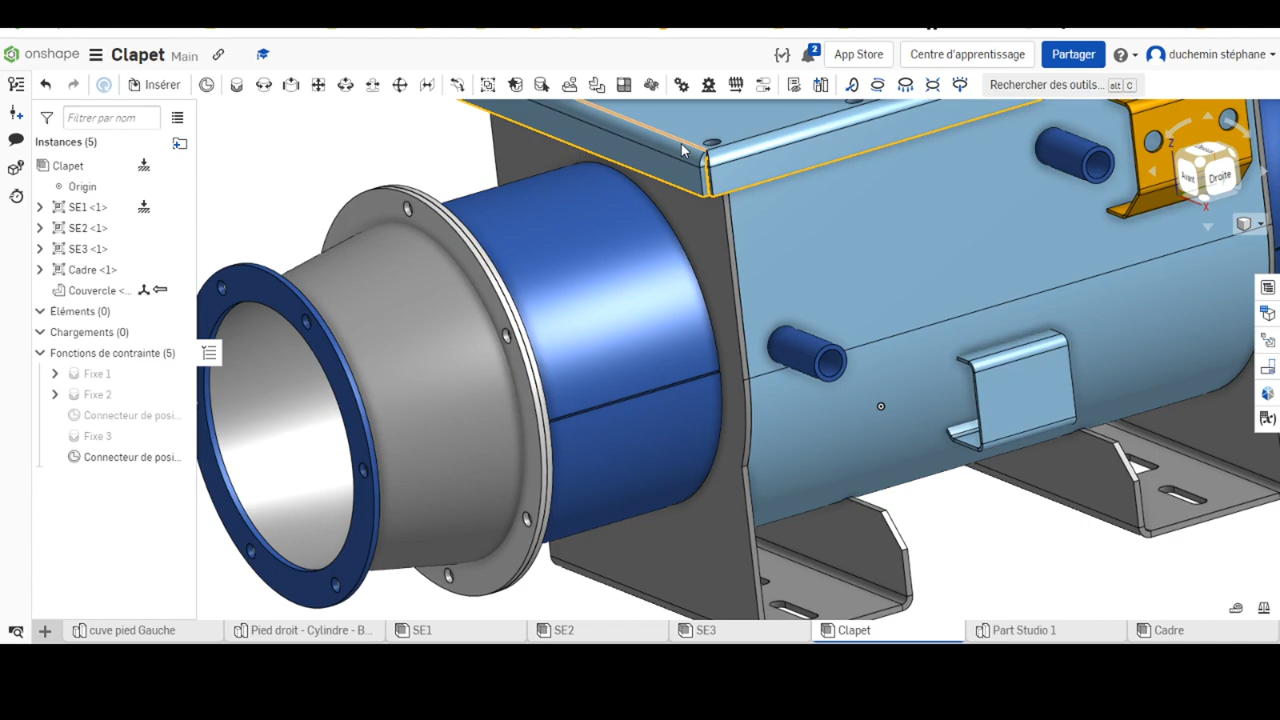 onshape Clapet Main 2 App Store Centre d'apprentissage Partager duchemin stéphane
Insérer Rechercher des outils... alt C
Filtrer par nom
Instances (5)
Clapet
Origin
SE1 <1>
SE2 <1>
SE3 <1>
Cadre <1>
Couvercle <...
Éléments (0)
Chargements (0)
Fonctions de contrainte (5)
Fixe 1
Fixe 2
Connecteur de posi...
Fixe 3
Connecteur de posi...
Z
Avant Droite
X
cuve pied Gauche Pied droit - Cylindre - B... SE1 SE2 SE3 Clapet Part Studio 1 Cadre